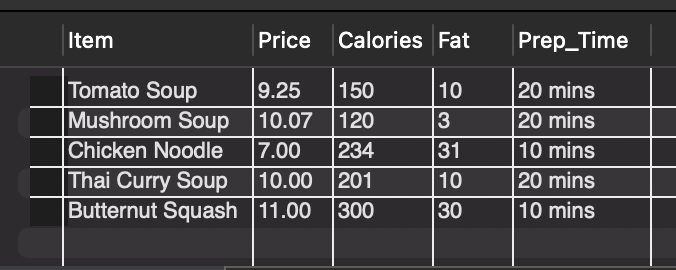 Item Price Calories Fat Prep_Time
Tomato Soup 9.25 150 10 20 mins
Mushroom Soup 10.07 120 3 20 mins
Chicken Noodle 7.00 234 31 10 mins
Thai Curry Soup 10.00 201 10 20 mins
Butternut Squash 11.00 300 30 10 mins